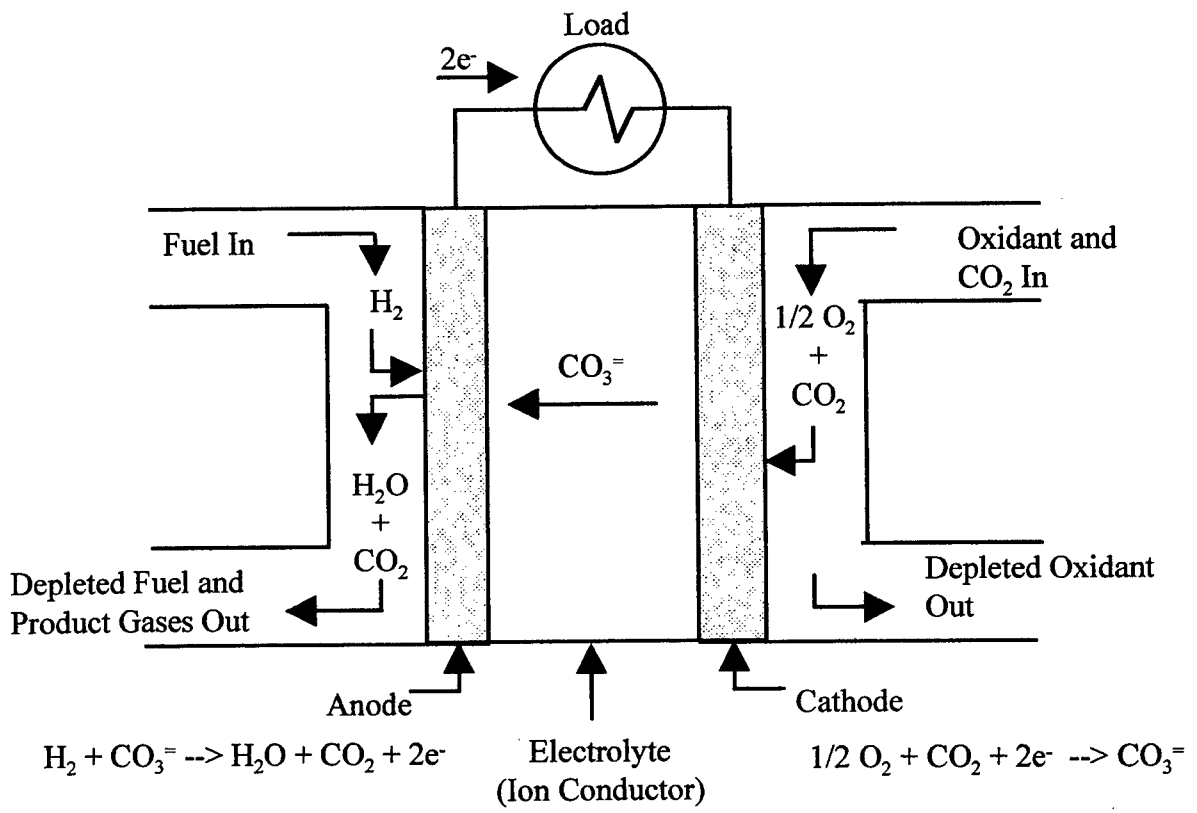 Load
2e⁻
Fuel In
Oxidant and
CO₂ In
H₂
1/2 O₂
+
CO₂
CO₃⁼
H₂O
+
CO₂
Depleted Fuel and
Product Gases Out
Depleted Oxidant
Out
Anode
Cathode
H₂ + CO₃⁼ --> H₂O + CO₂ + 2e⁻
Electrolyte
(Ion Conductor)
1/2 O₂ + CO₂ + 2e⁻ --> CO₃⁼